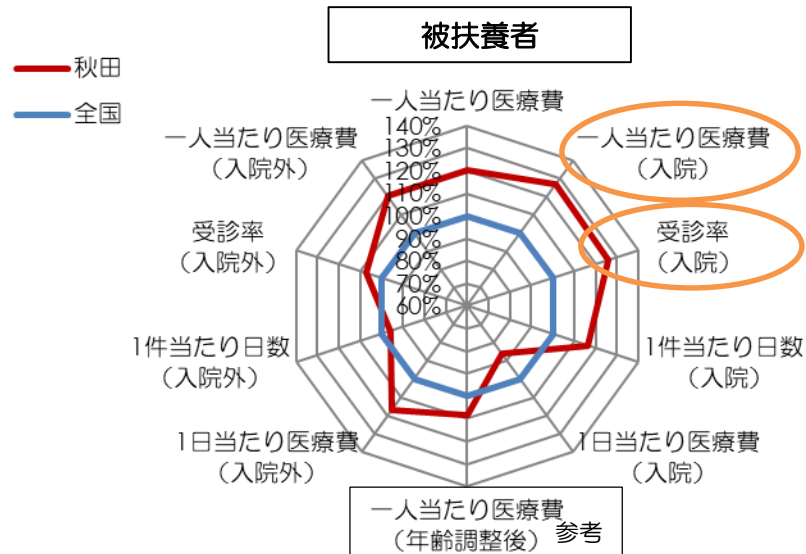 被扶養者
秋田
全国
一人当たり医療費
140%
130%
120%
110%
100%
90%
80%
70%
60%
一人当たり医療費
（入院）
受診率
（入院）
1件当たり日数
（入院）
1日当たり医療費
（入院）
一人当たり医療費
（年齢調整後） 参考
1日当たり医療費
（入院外）
1件当たり日数
（入院外）
受診率
（入院外）
一人当たり医療費
（入院外）